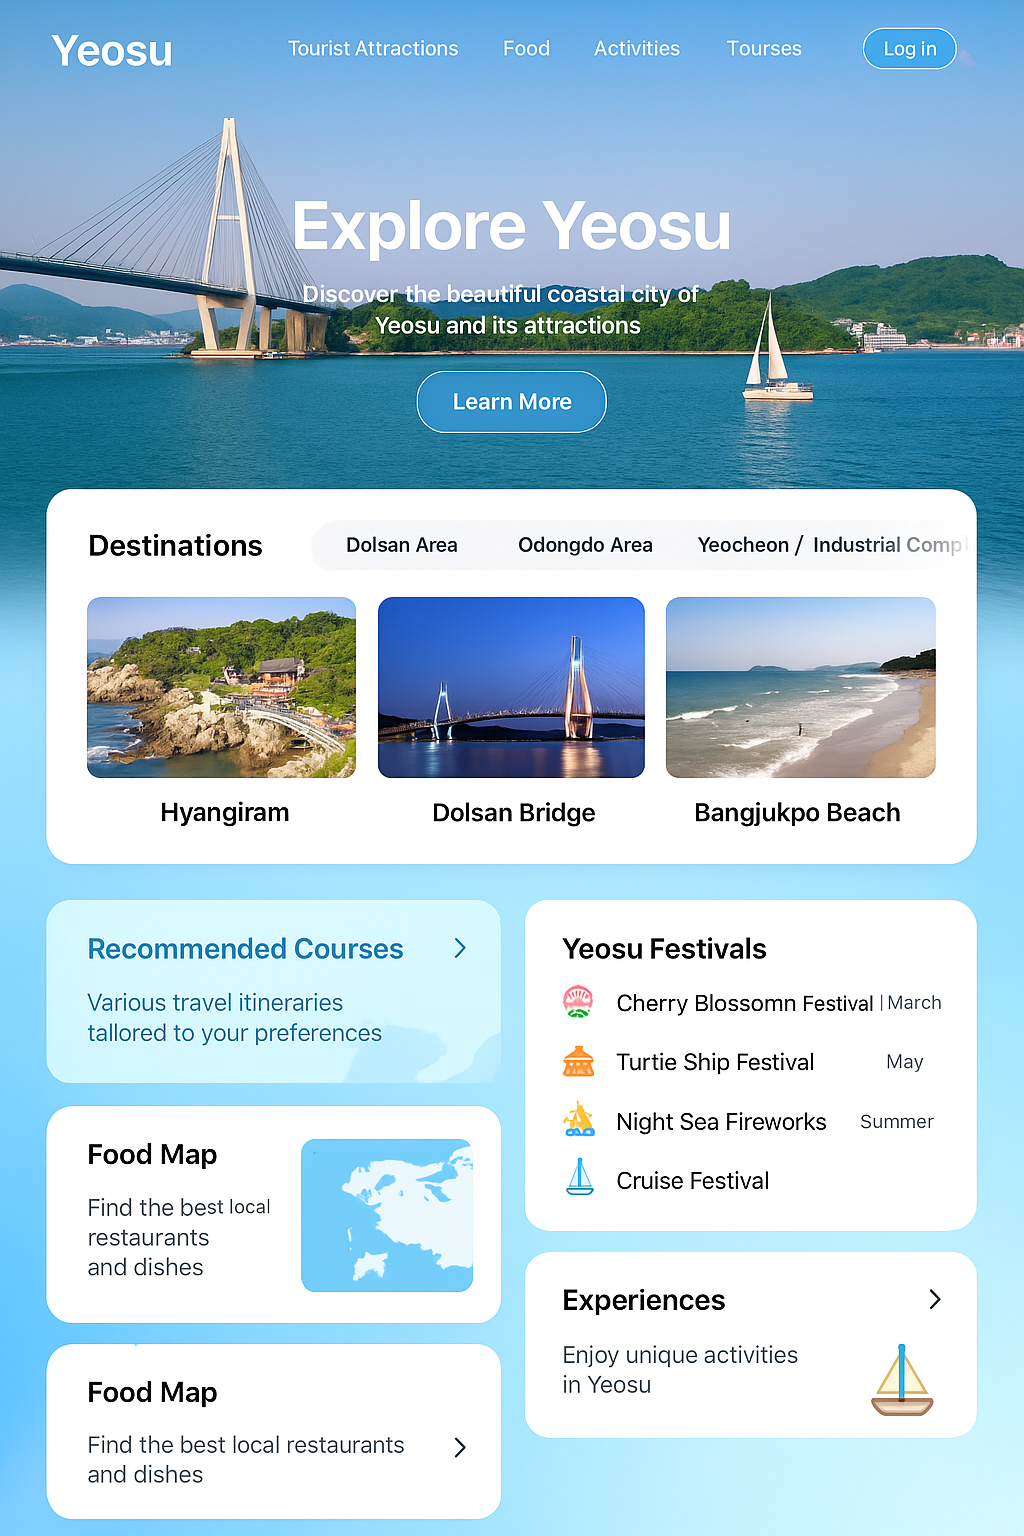 Yeosu
Tourist Attractions
Food
Activities
Tourses
Log in
Explore Yeosu
Discover the beautiful coastal city of
Yeosu and its attractions
Learn More
Destinations
Dolsan Area
Odongdo Area
Yeocheon / Industrial Compl
Hyangiram
Dolsan Bridge
Bangjukpo Beach
Recommended Courses
Various travel itineraries
tallored to your preferences
Food Map
Find the best local
restaurants
and dishes
Food Map
Find the best local restaurants
and dishes
Yeosu Festivals
Cherry Blossomn Festival | March
Turtie Ship Festival May
Night Sea Fireworks Summer
Cruise Festival
Experiences
Enjoy unique activities
in Yeosu